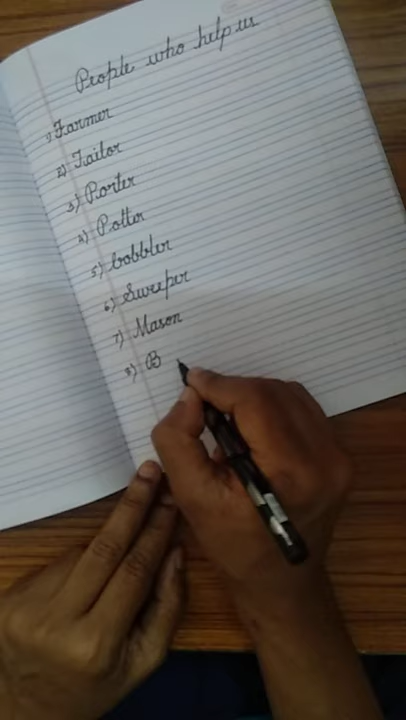 People who help us
1) Farmer
2) Tailor
3) Porter
4) Potter
5) Cobbler
6) Sweeper
7) Mason
8) B